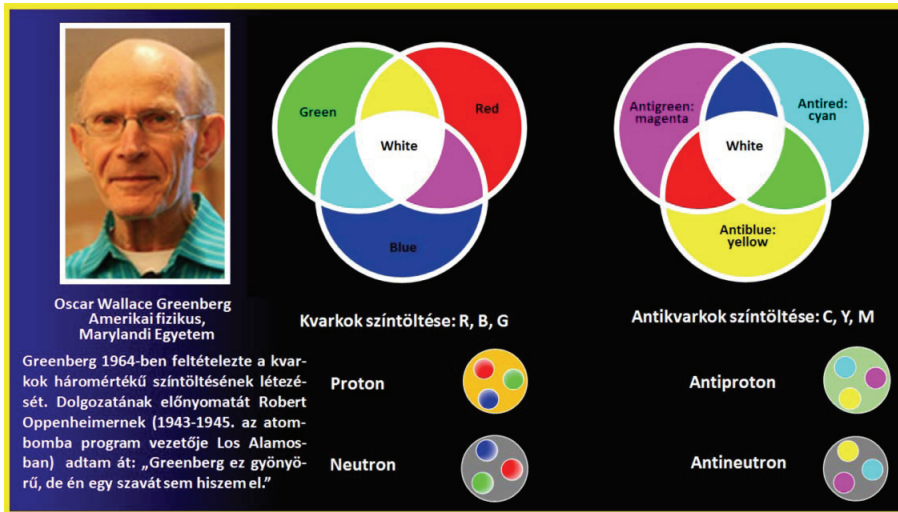 Green
Red
White
Blue
Antigreen:
magenta
Antired:
cyan
White
Antiblue:
yellow
Oscar Wallace Greenberg
Amerikai fizikus,
Marylandi Egyetem
Greenberg 1964-ben feltételezte a kvar-
kok háromértékű színtöltésének létezé-
sét. Dolgozatának előnyomatát Robert
Oppenheimernek (1943-1945. az atom-
bomba program vezetője Los Alamos-
ban) adtam át: „Greenberg ez gyönyö-
rű, de én egy szavát sem hiszem el.”
Kvarkok színtöltése: R, B, G
Proton
Neutron
Antikvarkok színtöltése: C, Y, M
Antiproton
Antineutron